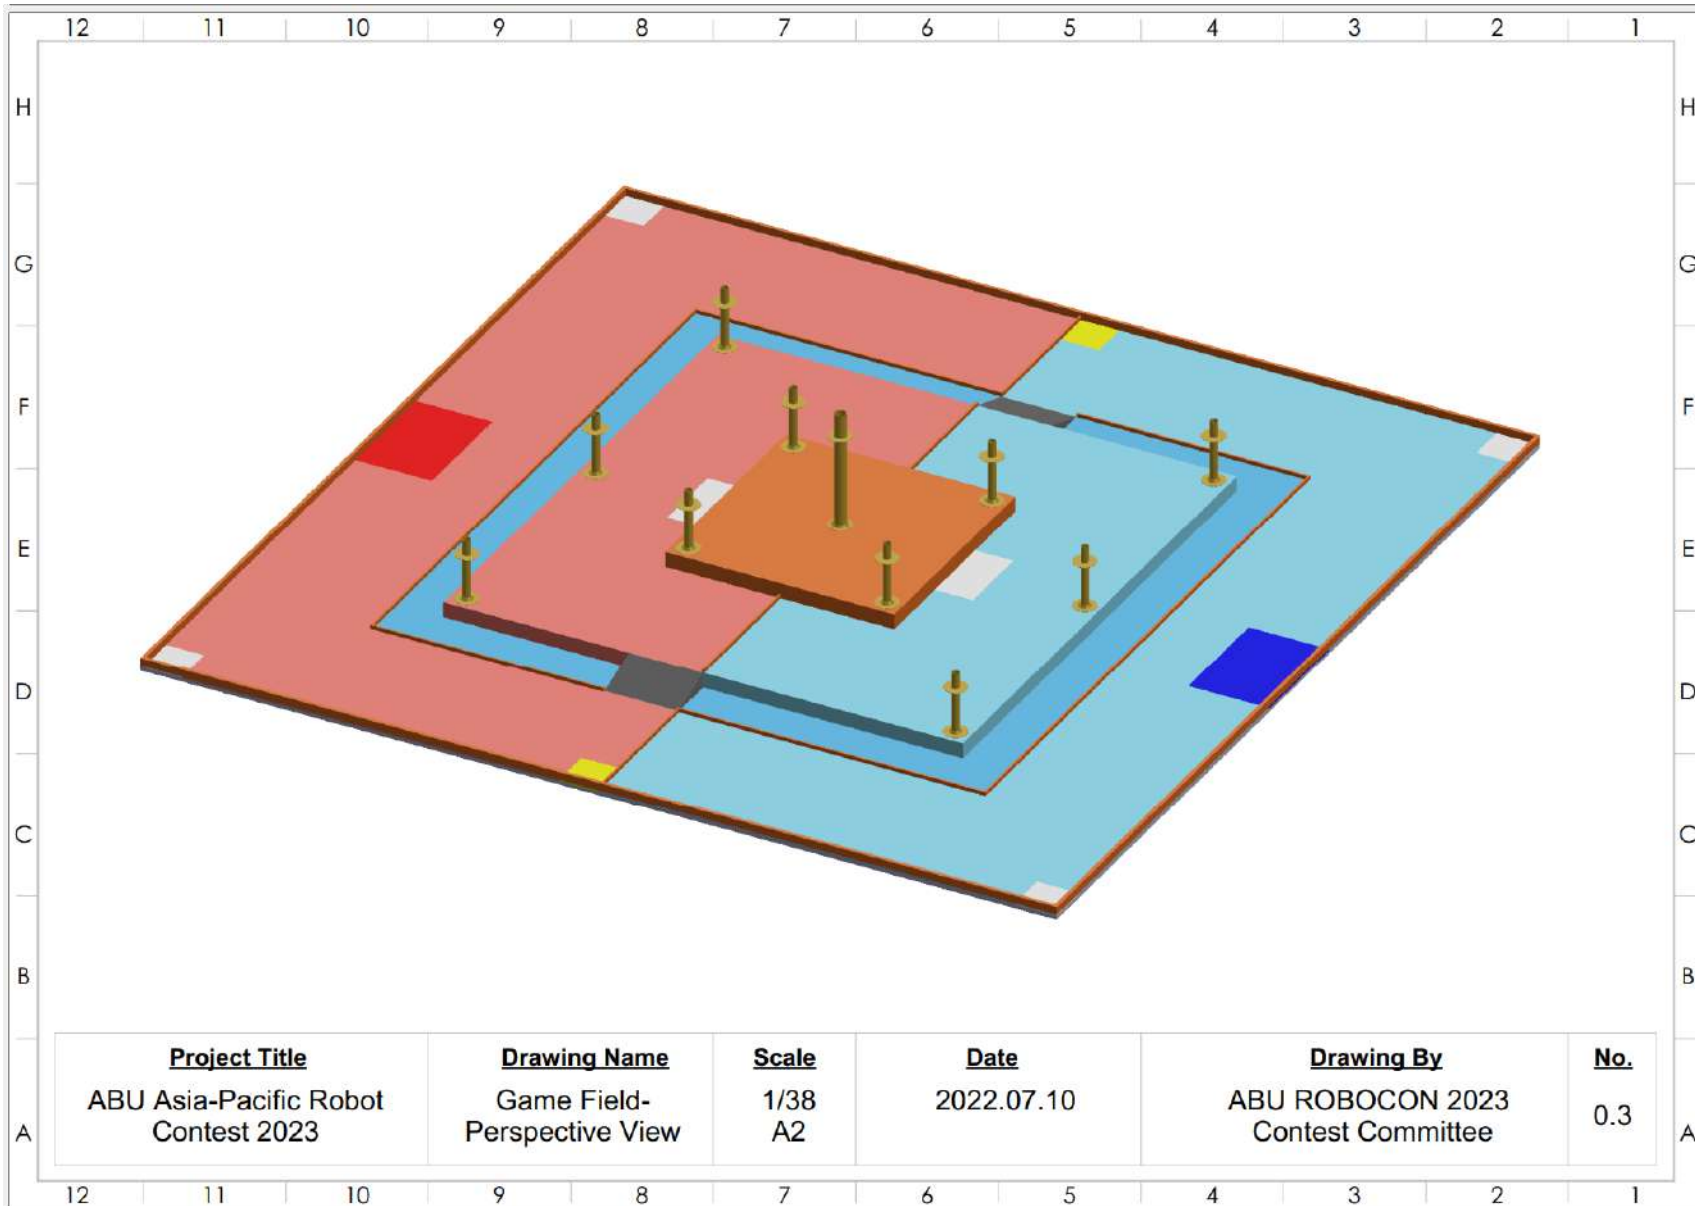 12 11 10 9 8 7 6 5 4 3 2 1
H H
G G
F F
E E
D D
C C
B B
A A
Project Title Drawing Name Scale Date Drawing By No.
ABU Asia-Pacific Robot Contest 2023
Game Field-
Perspective View
1/38
A2
2022.07.10
ABU ROBOCON 2023
Contest Committee
0.3
12 11 10 9 8 7 6 5 4 3 2 1